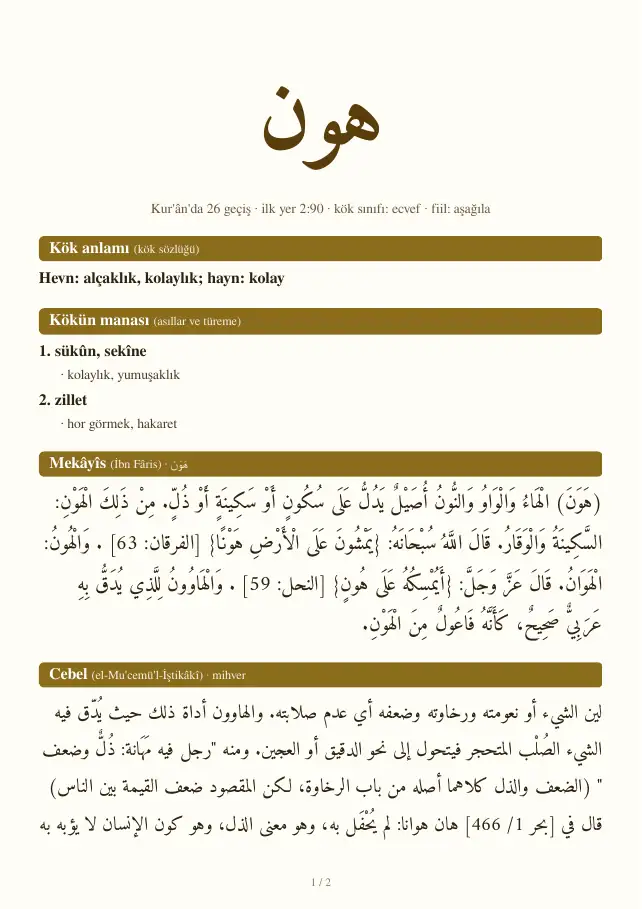 هون
Kur'ân'da 26 geçiş · ilk yer 2:90 · kök sınıfı: ecvef · fiil: aşağıla
Kök anlamı (kök sözlüğü)
Hevn: alçaklık, kolaylık; hayn: kolay
Kökün manası (asıllar ve türeme)
1. sükûn, sekîne
· kolaylık, yumuşaklık
2. zillet
· hor görmek, hakaret
Mekâyîs (İbn Fâris) · هَوَنَ
(هَوَنَ) الْهَاءُ وَالْوَاوُ وَالنُّونُ أُصَيْلٌ يَدُلُّ عَلَى سُكُونٍ أَوْ سَكِينَةٍ أَوْ ذُلٍّ. مِنْ ذَلِكَ الْهَوْنِ:
السَّكِينَةُ وَالْوَقَارُ. قَالَ اللَّهُ سُبْحَانَهُ: {يَمْشُونَ عَلَى الْأَرْضِ هَوْنًا} [الفرقان: 63] . وَالْهُونُ:
الْهَوَانُ. قَالَ عَزَّ وَجَلَّ: {أَيُمْسِكُهُ عَلَى هُونٍ} [النحل: 59] . وَالْهَاوُونُ لِلَّذِي يُدَقُّ بِهِ
عَرَبِيٌّ صَحِيحٌ، كَأَنَّهُ فَاعُولٌ مِنَ الْهَوْنِ.
Cebel (el-Mu'cemü'l-İştikâkî) · mihver
لين الشيء أو نعومته ورخاوته وضعفه أي عدم صلابته. والهاوون أداة ذلك حيث يُدّق فيه
الشيء الصُلْب المتحجر فيتحول إلى نحو الدقيق أو العجين. ومنه "رجل فيه مَهَانة: ذُلٌّ وضعف
" (الضعف والذل كلاهما أصله من باب الرخاوة، لكن المقصود ضعف القيمة بين الناس)
قال في [بحر 1/ 466] هان هوانا: لم يُحْفَل به، وهو معنى الذل، وهو كون الإنسان لا يؤبه به
1 / 2